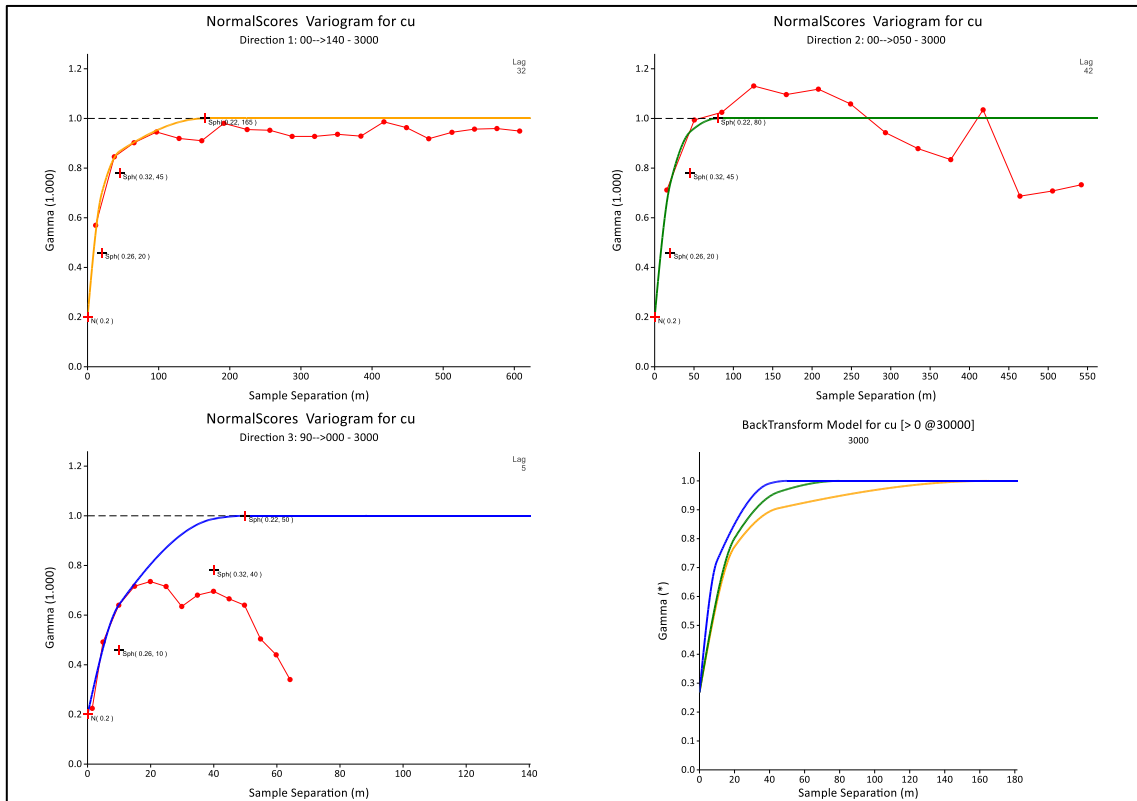 NormalScores Variogram for cu
Direction 1: 00-->140 - 3000
Lag
32
1.2
1.0
0.8
0.6
0.4
0.2
0.0
Gamma (1.000)
Sph( 0.22, 165 )
Sph( 0.32, 45 )
Sph( 0.26, 20 )
N( 0.2 )
0 100 200 300 400 500 600
Sample Separation (m)
NormalScores Variogram for cu
Direction 2: 00-->050 - 3000
Lag
42
1.2
1.0
0.8
0.6
0.4
0.2
0.0
Gamma (1.000)
Sph( 0.22, 80 )
Sph( 0.32, 45 )
Sph( 0.26, 20 )
N( 0.2 )
0 50 100 150 200 250 300 350 400 450 500 550
Sample Separation (m)
NormalScores Variogram for cu
Direction 3: 90-->000 - 3000
Lag
5
1.2
1.0
0.8
0.6
0.4
0.2
0.0
Gamma (1.000)
Sph( 0.22, 50 )
Sph( 0.32, 40 )
Sph( 0.26, 10 )
N( 0.2 )
0 20 40 60 80 100 120 140
Sample Separation (m)
BackTransform Model for cu [> 0 @30000]
3000
1.0
0.9
0.8
0.7
0.6
0.5
0.4
0.3
0.2
0.1
0.0
Gamma (*)
0 20 40 60 80 100 120 140 160 180
Sample Separation (m)